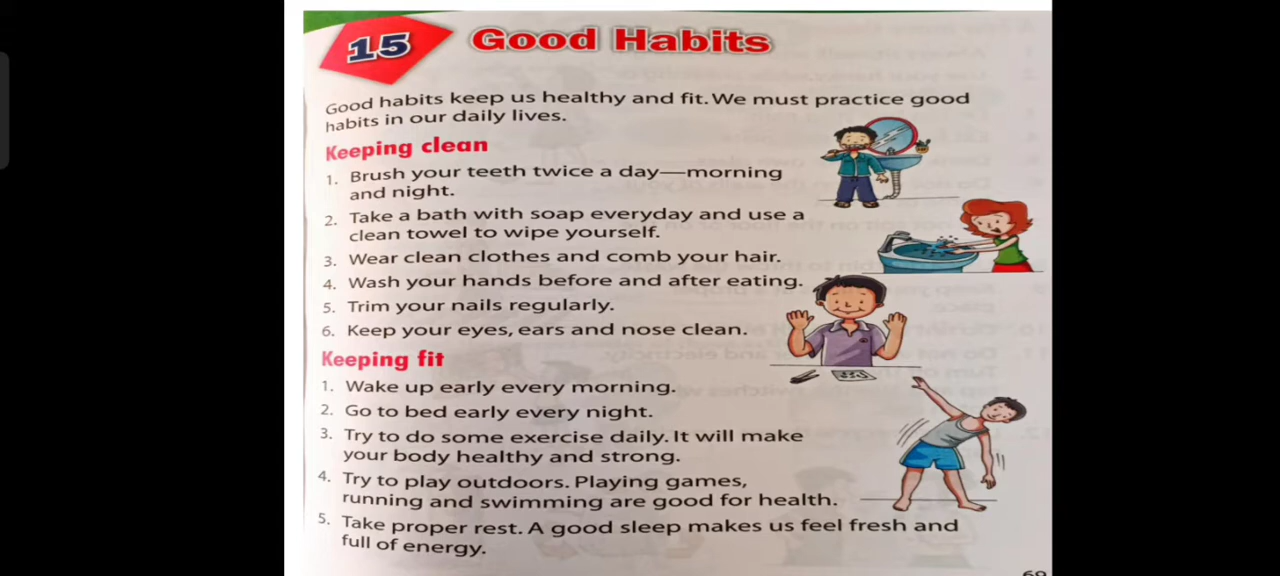 15 Good Habits
Good habits keep us healthy and fit. We must practice good
habits in our daily lives.
Keeping clean
1. Brush your teeth twice a day—morning
and night.
2. Take a bath with soap everyday and use a
clean towel to wipe yourself.
3. Wear clean clothes and comb your hair.
4. Wash your hands before and after eating.
5. Trim your nails regularly.
6. Keep your eyes, ears and nose clean.
Keeping fit
1. Wake up early every morning.
2. Go to bed early every night.
3. Try to do some exercise daily. It will make
your body healthy and strong.
4. Try to play outdoors. Playing games,
running and swimming are good for health.
5. Take proper rest. A good sleep makes us feel fresh and
full of energy.